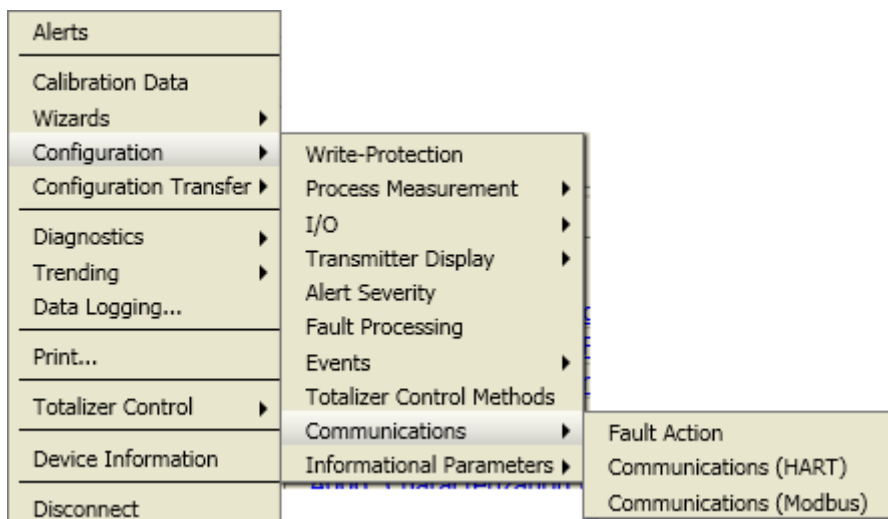 Alerts
Calibration Data
Wizards
Configuration
Configuration Transfer
Diagnostics
Trending
Data Logging...
Print...
Totalizer Control
Device Information
Disconnect
Write-Protection
Process Measurement
I/O
Transmitter Display
Alert Severity
Fault Processing
Events
Totalizer Control Methods
Communications
Informational Parameters
Fault Action
Communications (HART)
Communications (Modbus)